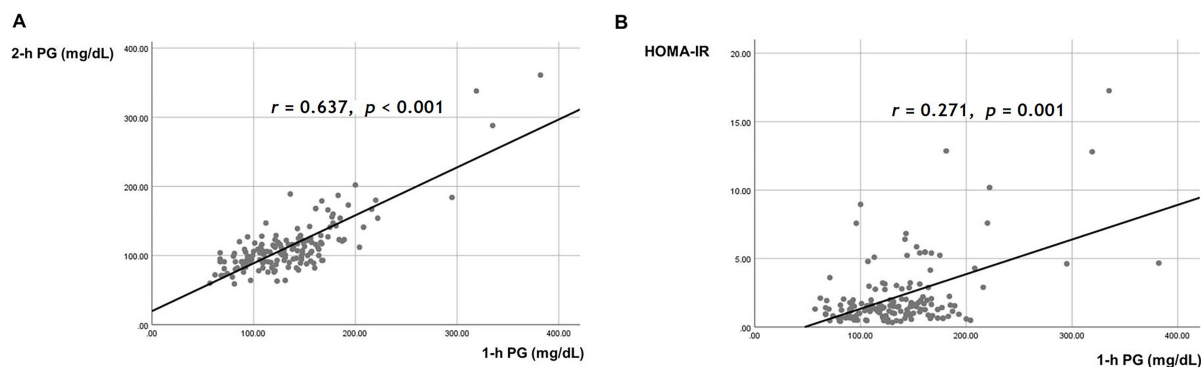 A
2-h PG (mg/dL)
400.00
r = 0.637, p < 0.001
300.00
200.00
100.00
.00
.00 100.00 200.00 300.00 400.00
1-h PG (mg/dL)
B
HOMA-IR
20.00
r = 0.271, p = 0.001
15.00
10.00
5.00
.00
.00 100.00 200.00 300.00 400.00
1-h PG (mg/dL)